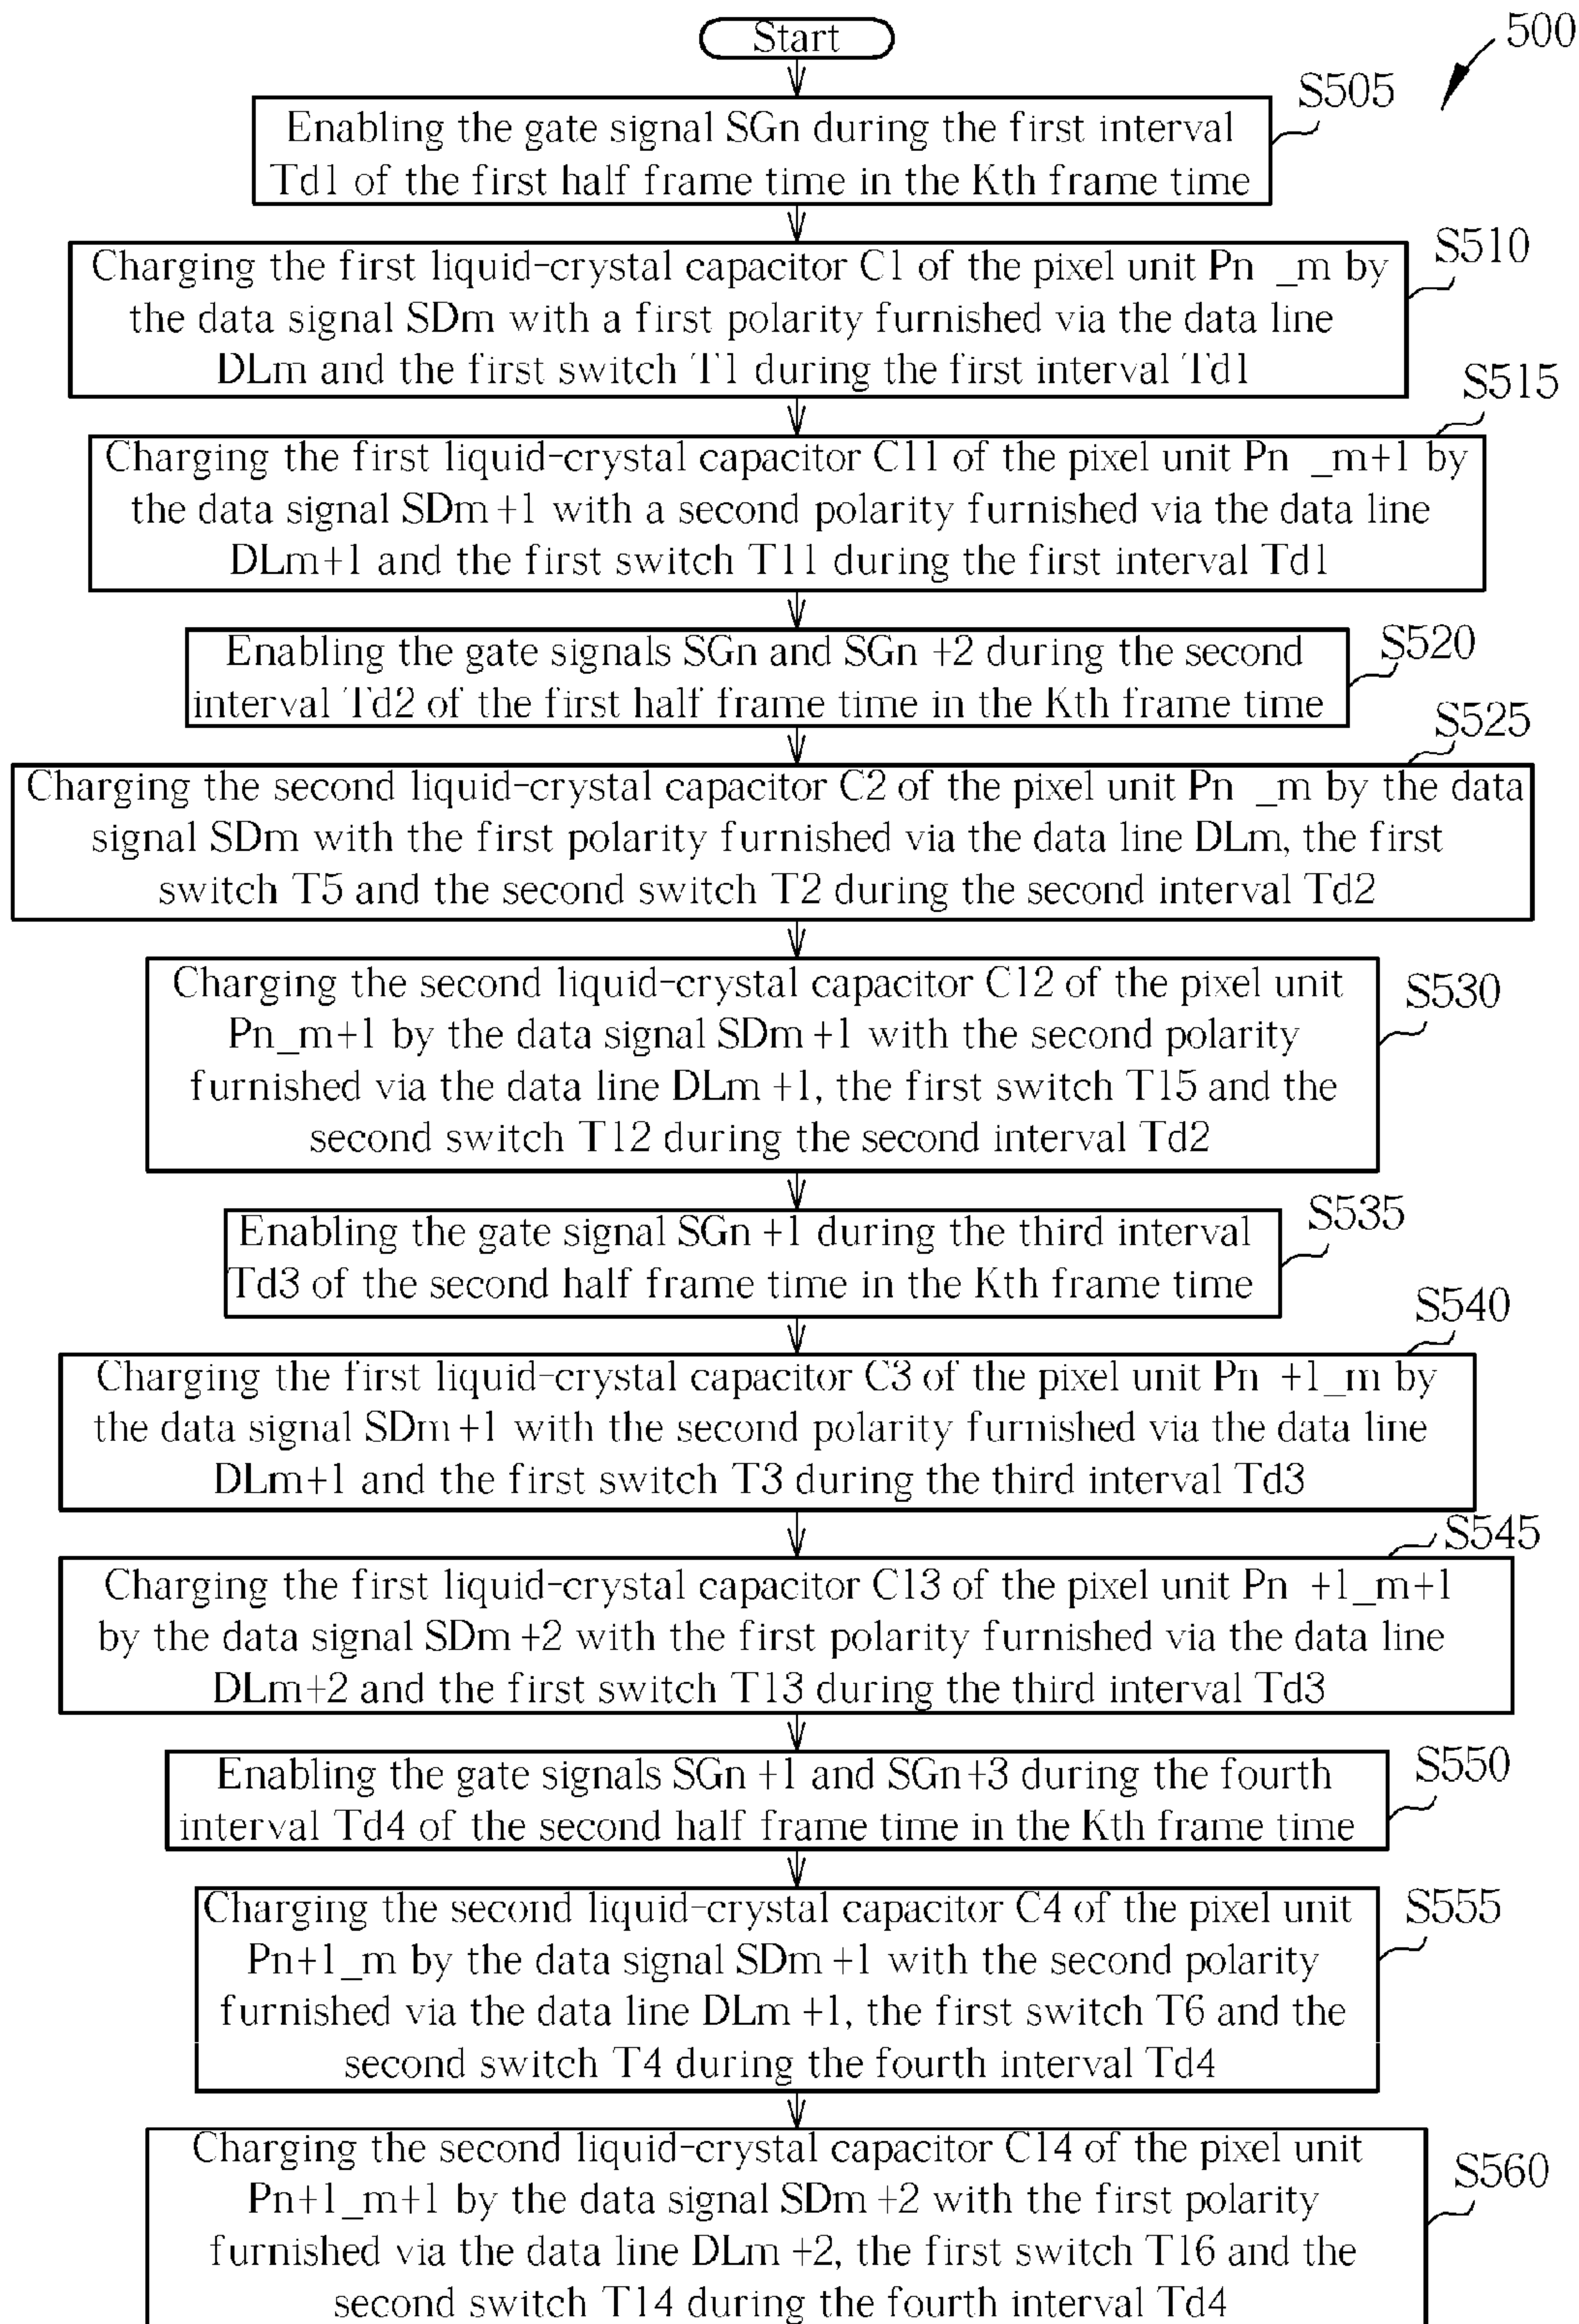 Start
500
S505
Enabling the gate signal SGn during the first interval
Td1 of the first half frame time in the Kth frame time
S510
Charging the first liquid-crystal capacitor C1 of the pixel unit Pn _m by
the data signal SDm with a first polarity furnished via the data line
DLm and the first switch T1 during the first interval Td1
S515
Charging the first liquid-crystal capacitor C11 of the pixel unit Pn _m+1 by
the data signal SDm+1 with a second polarity furnished via the data line
DLm+1 and the first switch T11 during the first interval Td1
S520
Enabling the gate signals SGn and SGn +2 during the second
interval Td2 of the first half frame time in the Kth frame time
S525
Charging the second liquid-crystal capacitor C2 of the pixel unit Pn _m by the data
signal SDm with the first polarity furnished via the data line DLm, the first
switch T5 and the second switch T2 during the second interval Td2
S530
Charging the second liquid-crystal capacitor C12 of the pixel unit
Pn_m+1 by the data signal SDm+1 with the second polarity
furnished via the data line DLm +1, the first switch T15 and the
second switch T12 during the second interval Td2
S535
Enabling the gate signal SGn +1 during the third interval
Td3 of the second half frame time in the Kth frame time
S540
Charging the first liquid-crystal capacitor C3 of the pixel unit Pn +1_m by
the data signal SDm+1 with the second polarity furnished via the data line
DLm+1 and the first switch T3 during the third interval Td3
S545
Charging the first liquid-crystal capacitor C13 of the pixel unit Pn +1_m+1
by the data signal SDm+2 with the first polarity furnished via the data line
DLm+2 and the first switch T13 during the third interval Td3
S550
Enabling the gate signals SGn +1 and SGn+3 during the fourth
interval Td4 of the second half frame time in the Kth frame time
S555
Charging the second liquid-crystal capacitor C4 of the pixel unit
Pn+1_m by the data signal SDm+1 with the second polarity
furnished via the data line DLm +1, the first switch T6 and the
second switch T4 during the fourth interval Td4
S560
Charging the second liquid-crystal capacitor C14 of the pixel unit
Pn+1_m+1 by the data signal SDm+2 with the first polarity
furnished via the data line DLm +2, the first switch T16 and the
second switch T14 during the fourth interval Td4